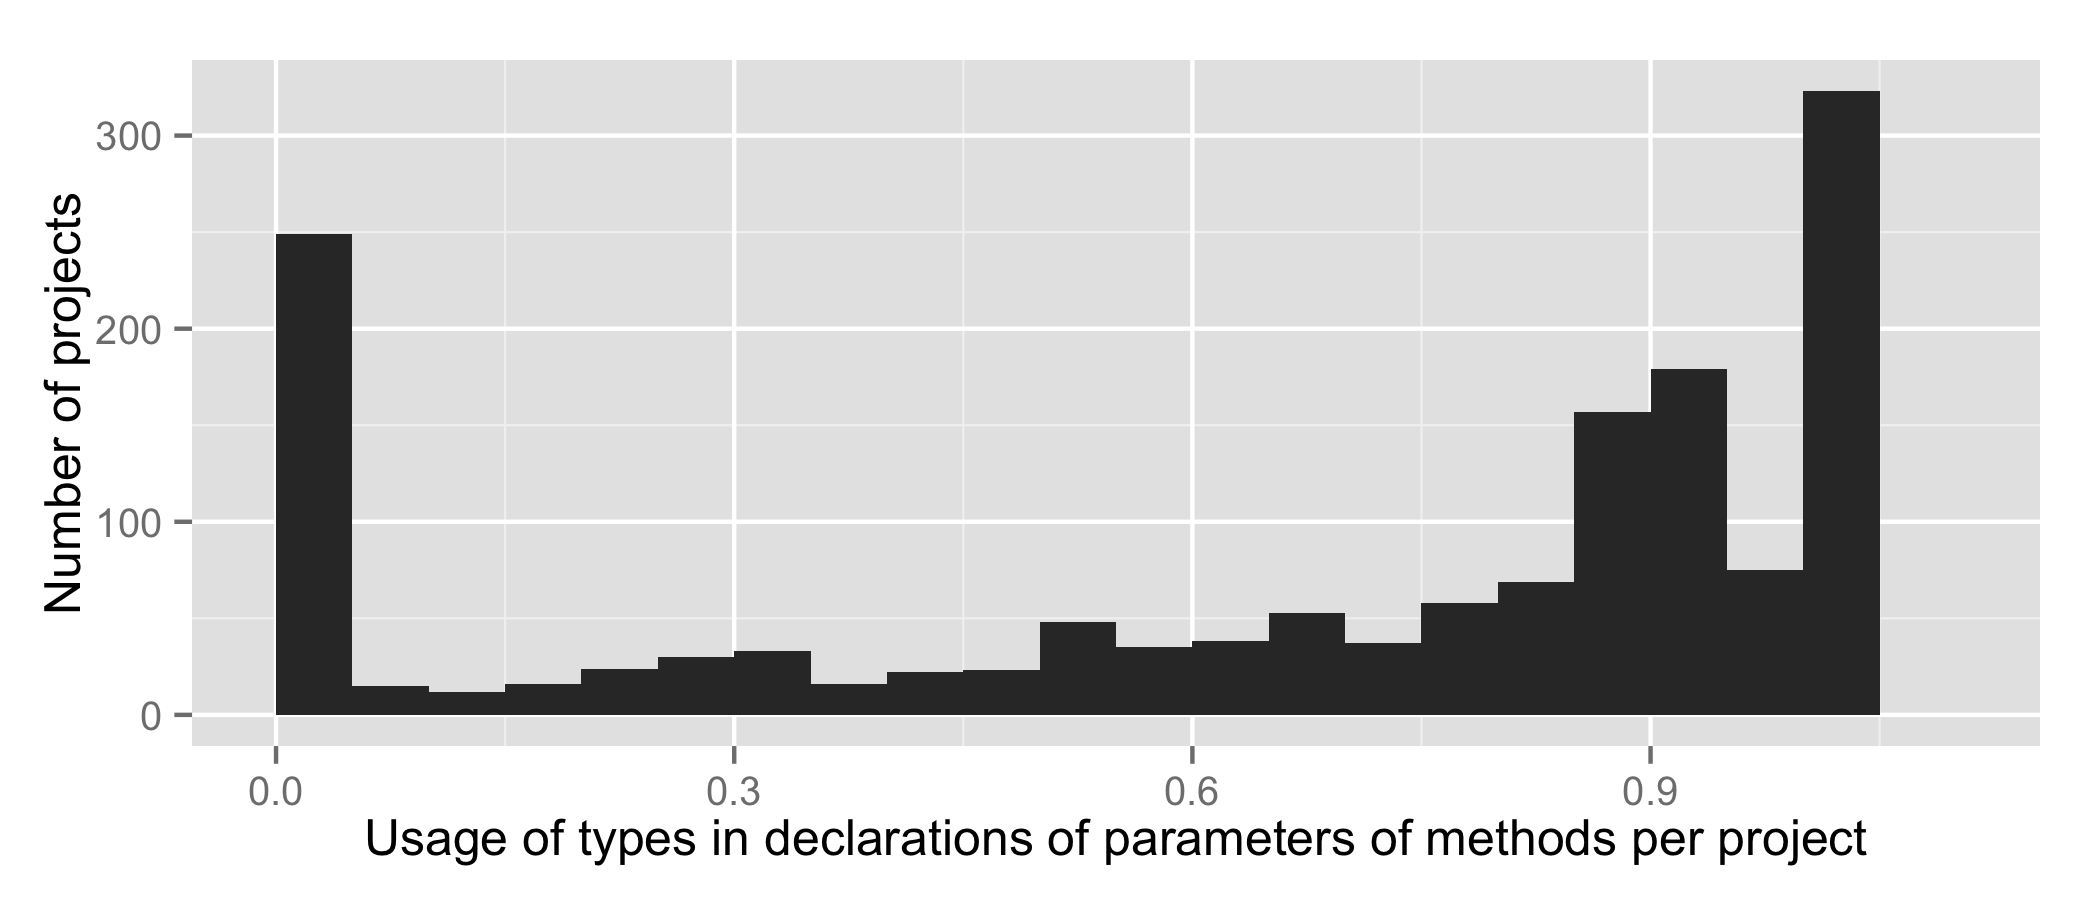 Number of projects
300
200
100
0
0.0 0.3 0.6 0.9
Usage of types in declarations of parameters of methods per project